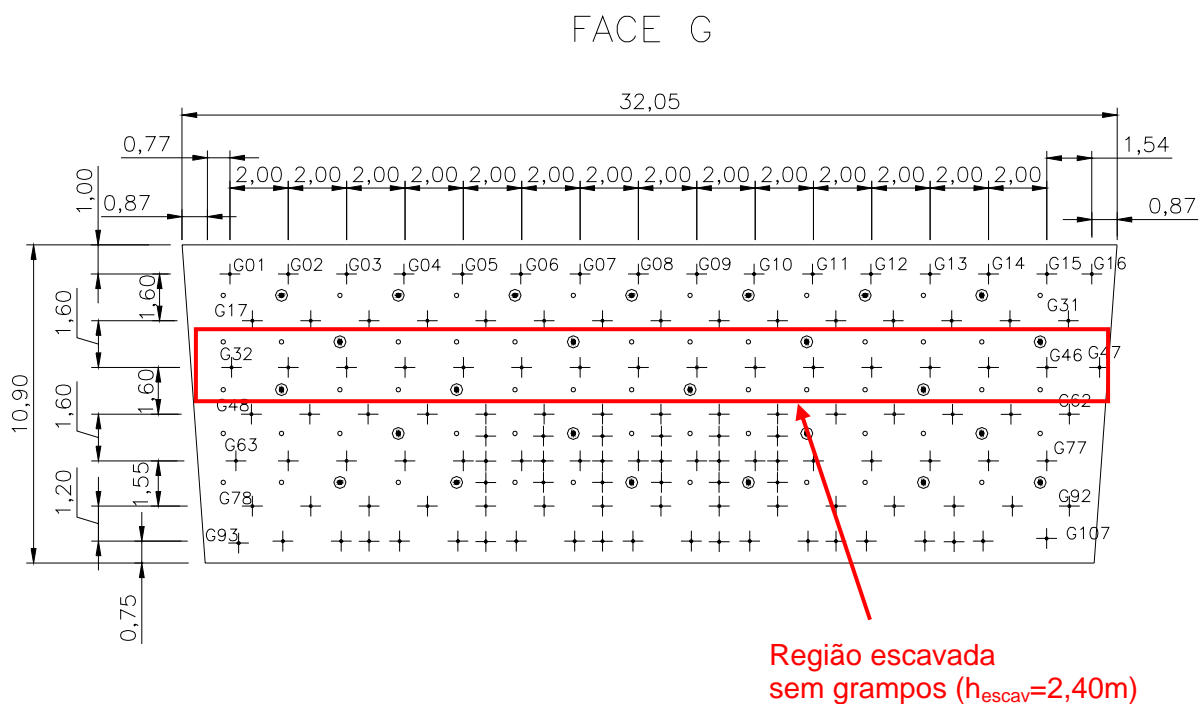 FACE G
32,05
0,77
1,54
2,00 2,00 2,00 2,00 2,00 2,00 2,00 2,00 2,00 2,00 2,00 2,00 2,00 2,00
1,00
0,87
0,87
G01 G02 G03 G04 G05 G06 G07 G08 G09 G10 G11 G12 G13 G14 G15 G16
1,60
G17 G31
1,60
G32 G46 G47
1,60
10,90
G48 G62
1,60
G63 G77
1,55
1,20
G78 G92
G93 G107
0,75
Região escavada
sem grampos (hescav=2,40m)